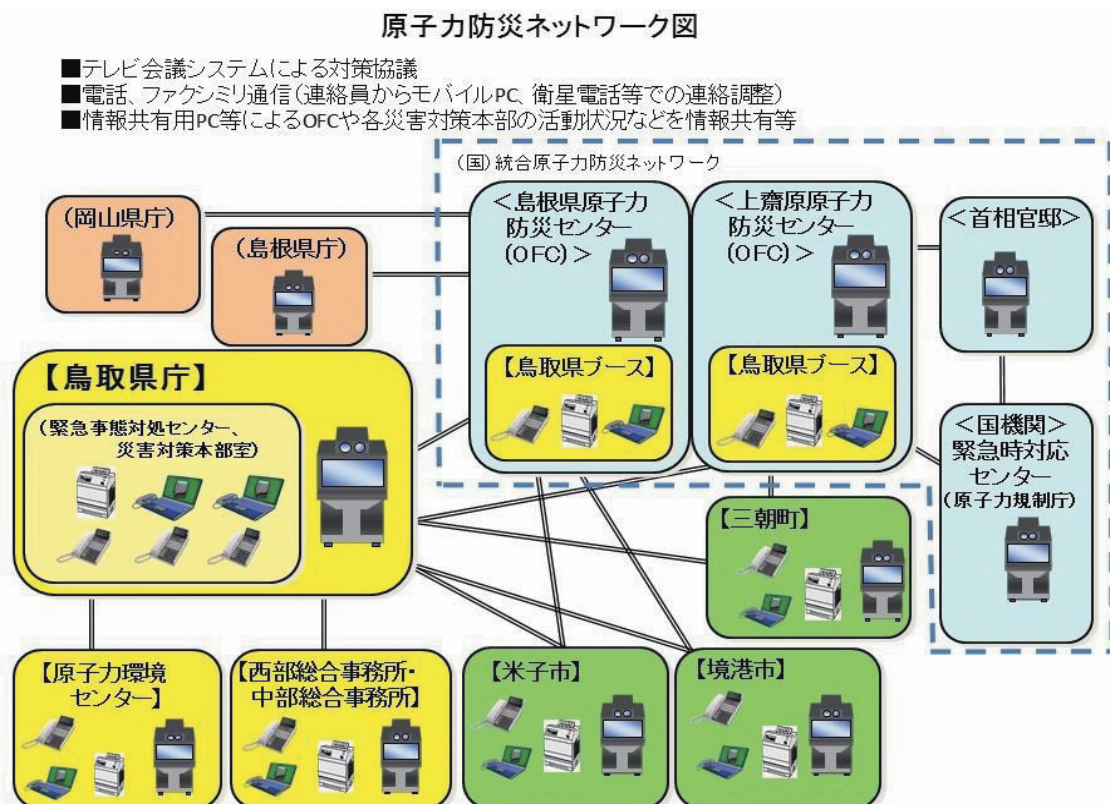 原子力防災ネットワーク図
■テレビ会議システムによる対策協議
■電話、ファクシミリ通信(連絡員からモバイルPC、衛星電話等での連絡調整)
■情報共有用PC等によるOFCや各災害対策本部の活動状況などを情報共有等
(国)統合原子力防災ネットワーク
(岡山県庁)
(島根県庁)
<島根県原子力
防災センター
(OFC)>
<上齋原原子力
防災センター
(OFC)>
<首相官邸>
【鳥取県ブース】
【鳥取県ブース】
【鳥取県庁】
(緊急事態対処センター、
災害対策本部室)
<国機関>
緊急時対応
センター
(原子力規制庁)
【三朝町】
【原子力環境
センター】
【西部総合事務所・
中部総合事務所】
【米子市】
【境港市】